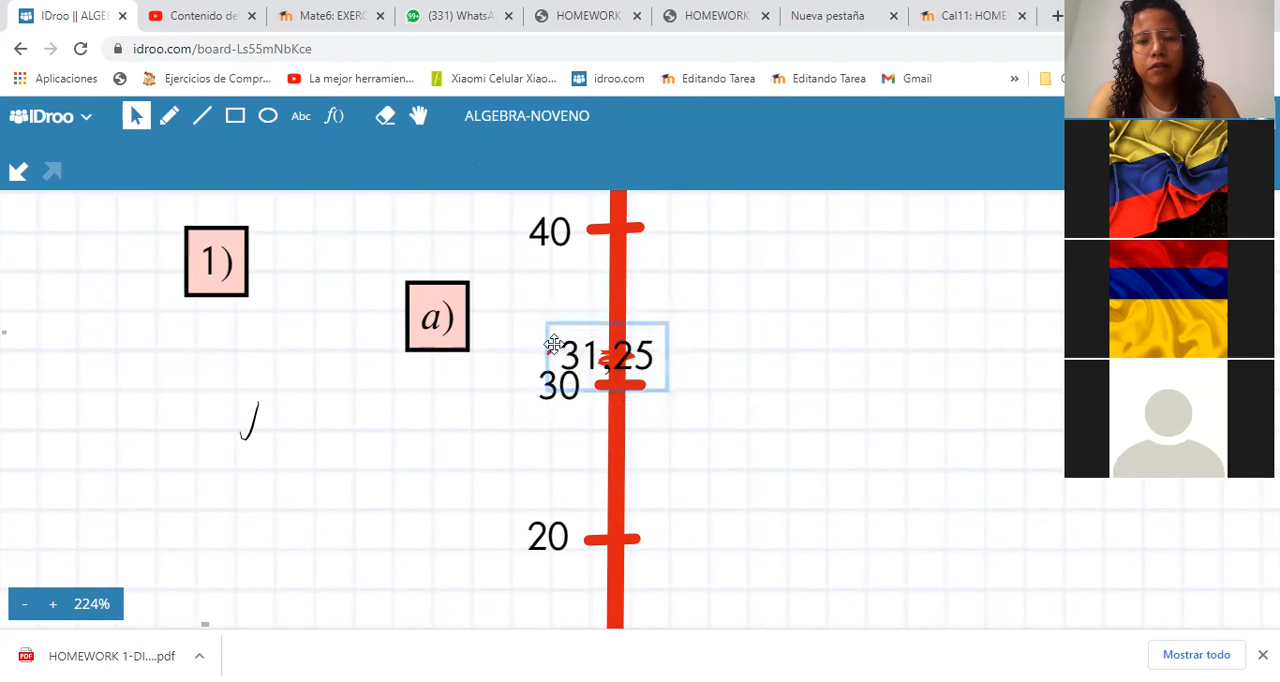 IDroo || ALGEB
Contenido de
Mate6: EXERC
99+
(331) WhatsA
HOMEWORK
HOMEWORK
Nueva pestaña
Cal11: HOME
idroo.com/board-Ls55mNbKce
Aplicaciones
Ejercicios de Compr...
La mejor herramien...
Xiaomi Celular Xiao...
idroo.com
Editando Tarea
Editando Tarea
Gmail
»
IDroo
Abc
f()
ALGEBRA-NOVENO
1)
a)
40
31,25
30
20
- + 224%
HOMEWORK 1-DI....pdf
Mostrar todo